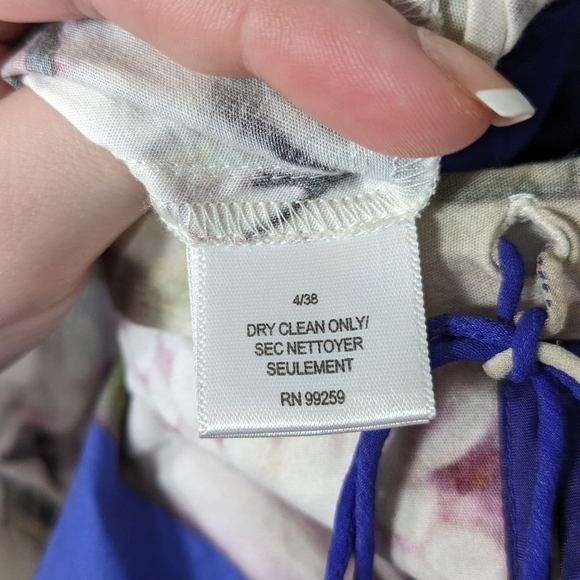 4/38
DRY CLEAN ONLY/
SEC NETTOYER
SEULEMENT
RN 99259